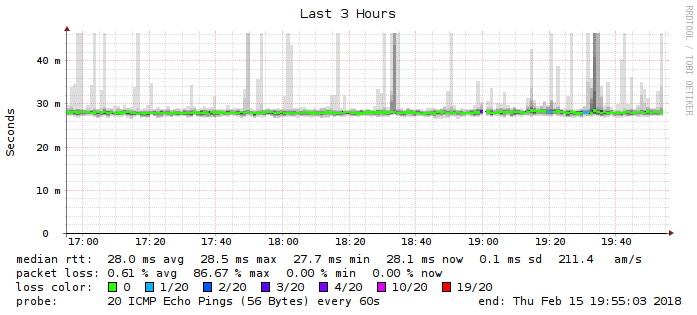 Last 3 Hours
RRDTOOL / TOBI OETIKER
Seconds
40 m
30 m
20 m
10 m
0
17:00 17:20 17:40 18:00 18:20 18:40 19:00 19:20 19:40
median rtt: 28.0 ms avg 28.5 ms max 27.7 ms min 28.1 ms now 0.1 ms sd 211.4 am/s
packet loss: 0.61 % avg 86.67 % max 0.00 % min 0.00 % now
loss color: 0 1/20 2/20 3/20 4/20 10/20 19/20
probe: 20 ICMP Echo Pings (56 Bytes) every 60s end: Thu Feb 15 19:55:03 2018